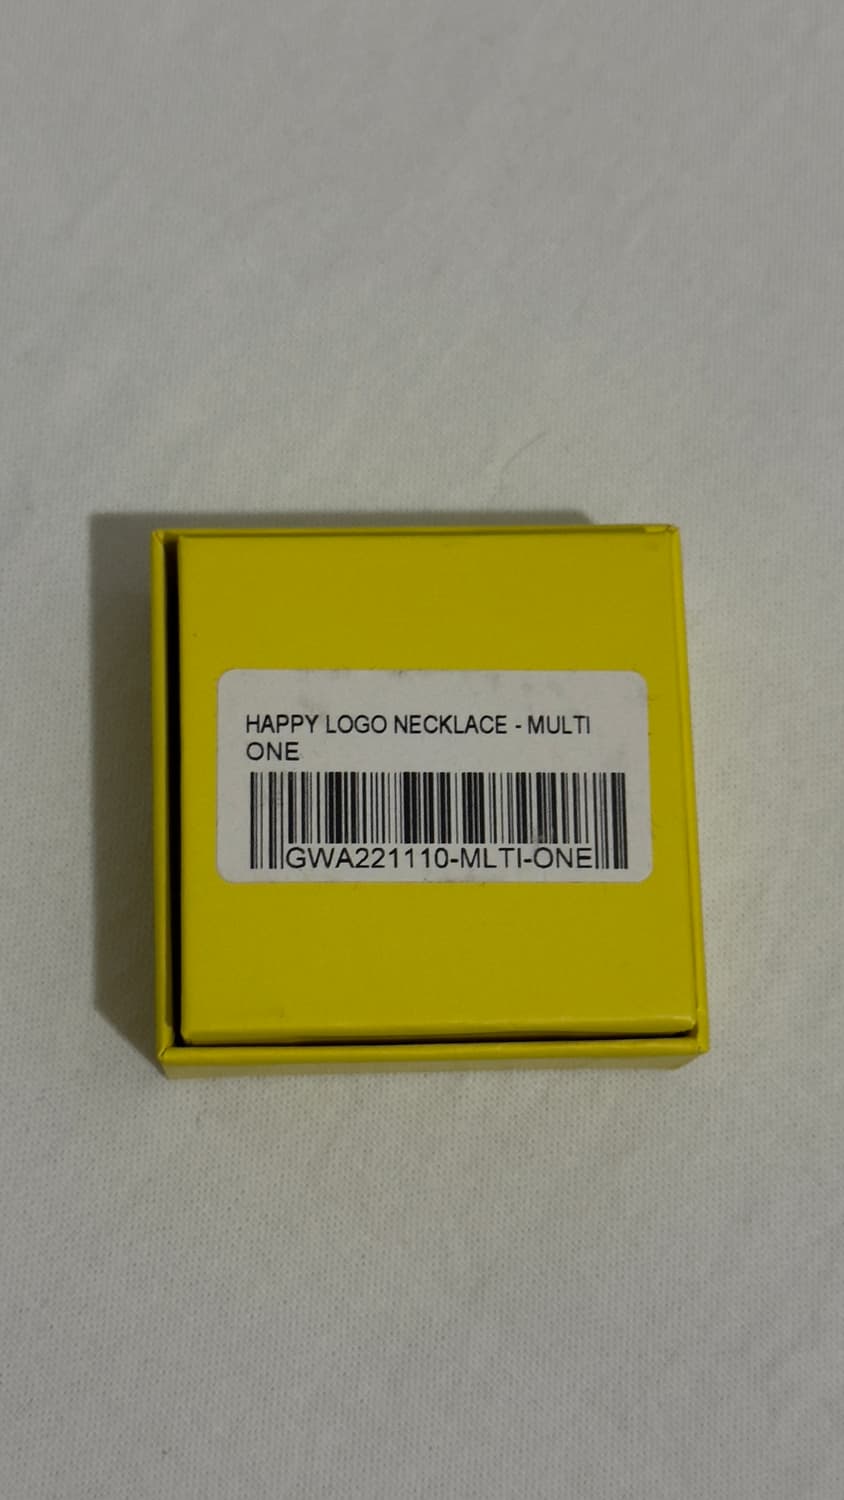 HAPPY LOGO NECKLACE - MULTI
ONE
GWA221110-MLTI-ONE